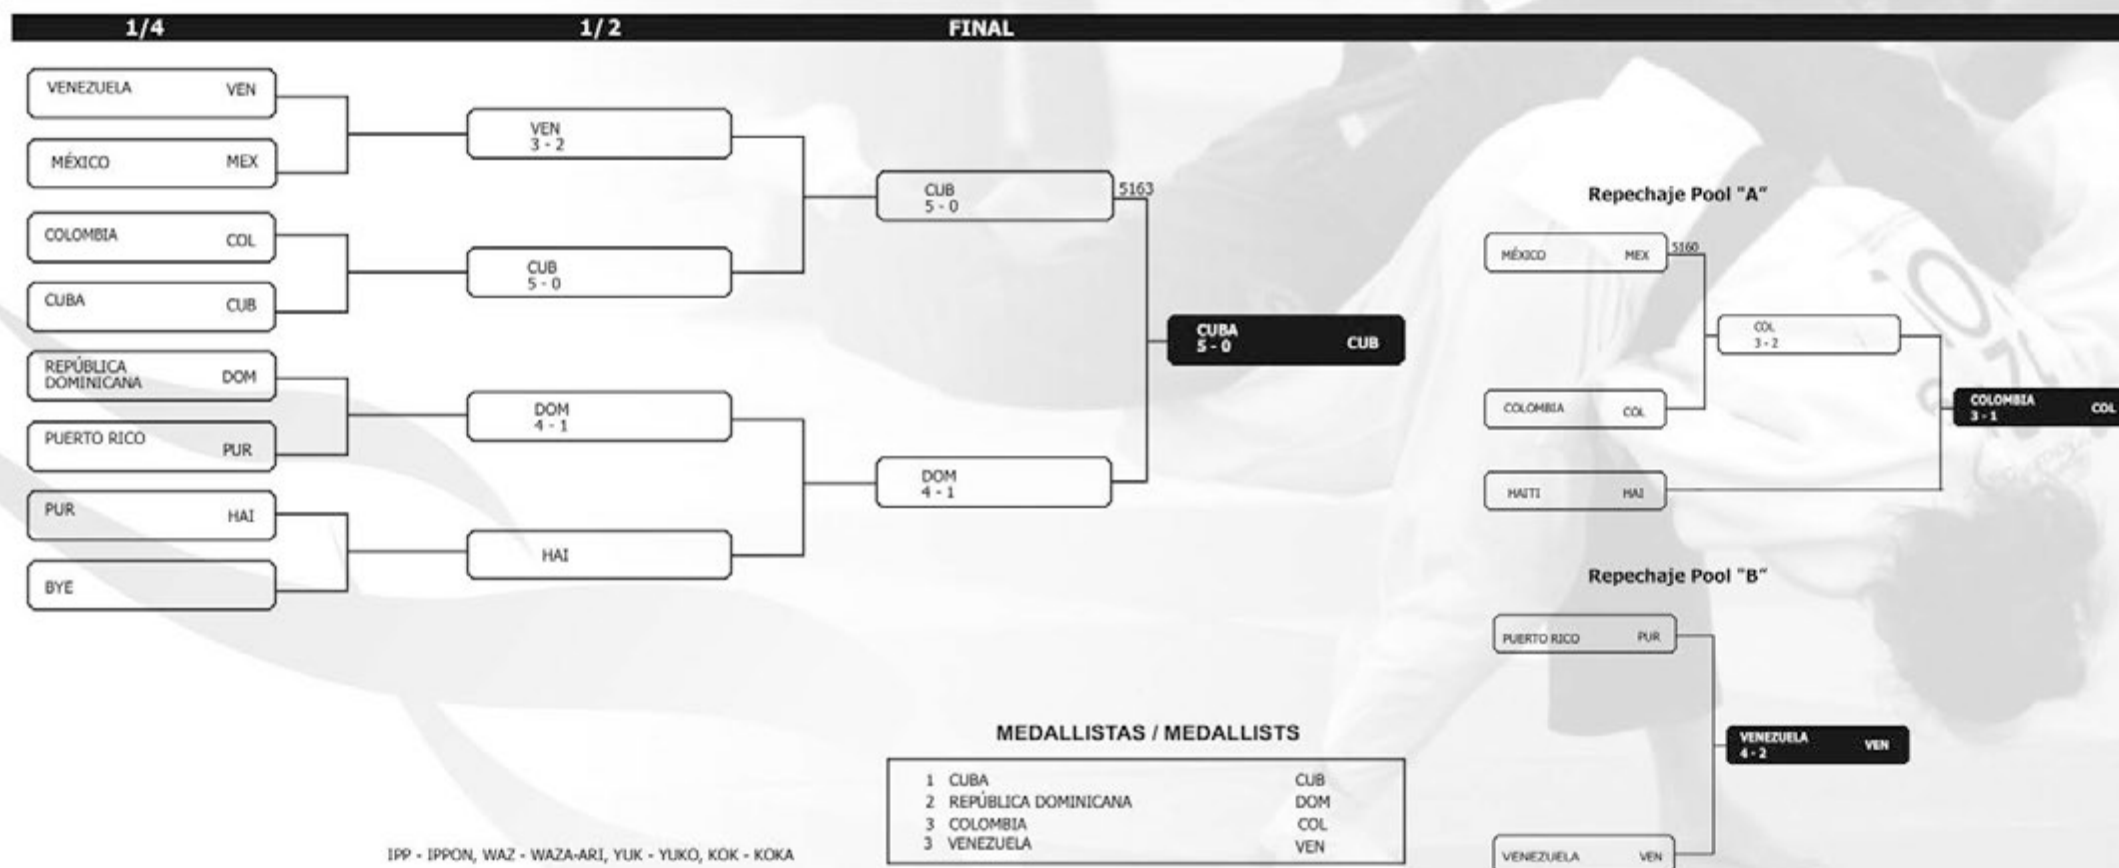 1/4 1/2 FINAL
VENEZUELA VEN
MÉXICO MEX
COLOMBIA COL
CUBA CUB
REPÚBLICA
DOMINICANA DOM
PUERTO RICO PUR
PUR HAI
BYE
VEN
3 - 2
CUB
5 - 0
DOM
4 - 1
HAI
CUB
5 - 0
5163
DOM
4 - 1
CUBA CUB
5 - 0
Repechaje Pool "A"
MÉXICO MEX
5160
COLOMBIA COL
HAITI HAI
COL
3 - 2
COLOMBIA COL
3 - 1
Repechaje Pool "B"
PUERTO RICO PUR
VENEZUELA VEN
4 - 2
VENEZUELA VEN
MEDALLISTAS / MEDALLISTS
1 CUBA CUB
2 REPÚBLICA DOMINICANA DOM
3 COLOMBIA COL
3 VENEZUELA VEN
IPP - IPPON, WAZ - WAZA-ARI, YUK - YUKO, KOK - KOKA